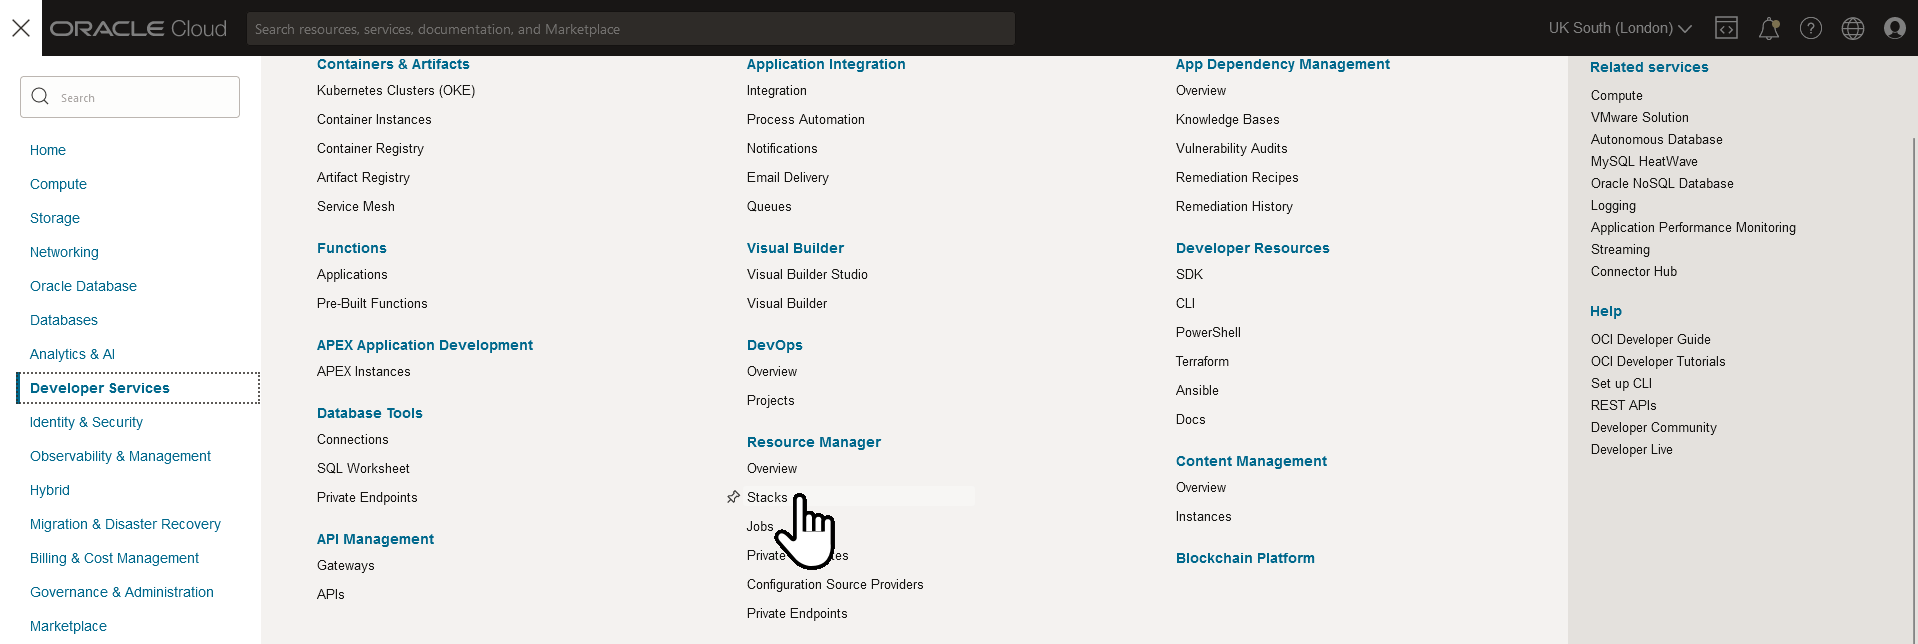 ORACLE Cloud
Search resources, services, documentation, and Marketplace
UK South (London)
Search
Home
Compute
Storage
Networking
Oracle Database
Databases
Analytics & AI
Developer Services
Identity & Security
Observability & Management
Hybrid
Migration & Disaster Recovery
Billing & Cost Management
Governance & Administration
Marketplace
Containers & Artifacts
Kubernetes Clusters (OKE)
Container Instances
Container Registry
Artifact Registry
Service Mesh
Functions
Applications
Pre-Built Functions
APEX Application Development
APEX Instances
Database Tools
Connections
SQL Worksheet
Private Endpoints
API Management
Gateways
APIs
Application Integration
Integration
Process Automation
Notifications
Email Delivery
Queues
Visual Builder
Visual Builder Studio
Visual Builder
DevOps
Overview
Projects
Resource Manager
Overview
Stacks
Jobs
Private
Configuration Source Providers
Private Endpoints
App Dependency Management
Overview
Knowledge Bases
Vulnerability Audits
Remediation Recipes
Remediation History
Developer Resources
SDK
CLI
PowerShell
Terraform
Ansible
Docs
Content Management
Overview
Instances
Blockchain Platform
Related services
Compute
VMware Solution
Autonomous Database
MySQL HeatWave
Oracle NoSQL Database
Logging
Application Performance Monitoring
Streaming
Connector Hub
Help
OCI Developer Guide
OCI Developer Tutorials
Set up CLI
REST APIs
Developer Community
Developer Live